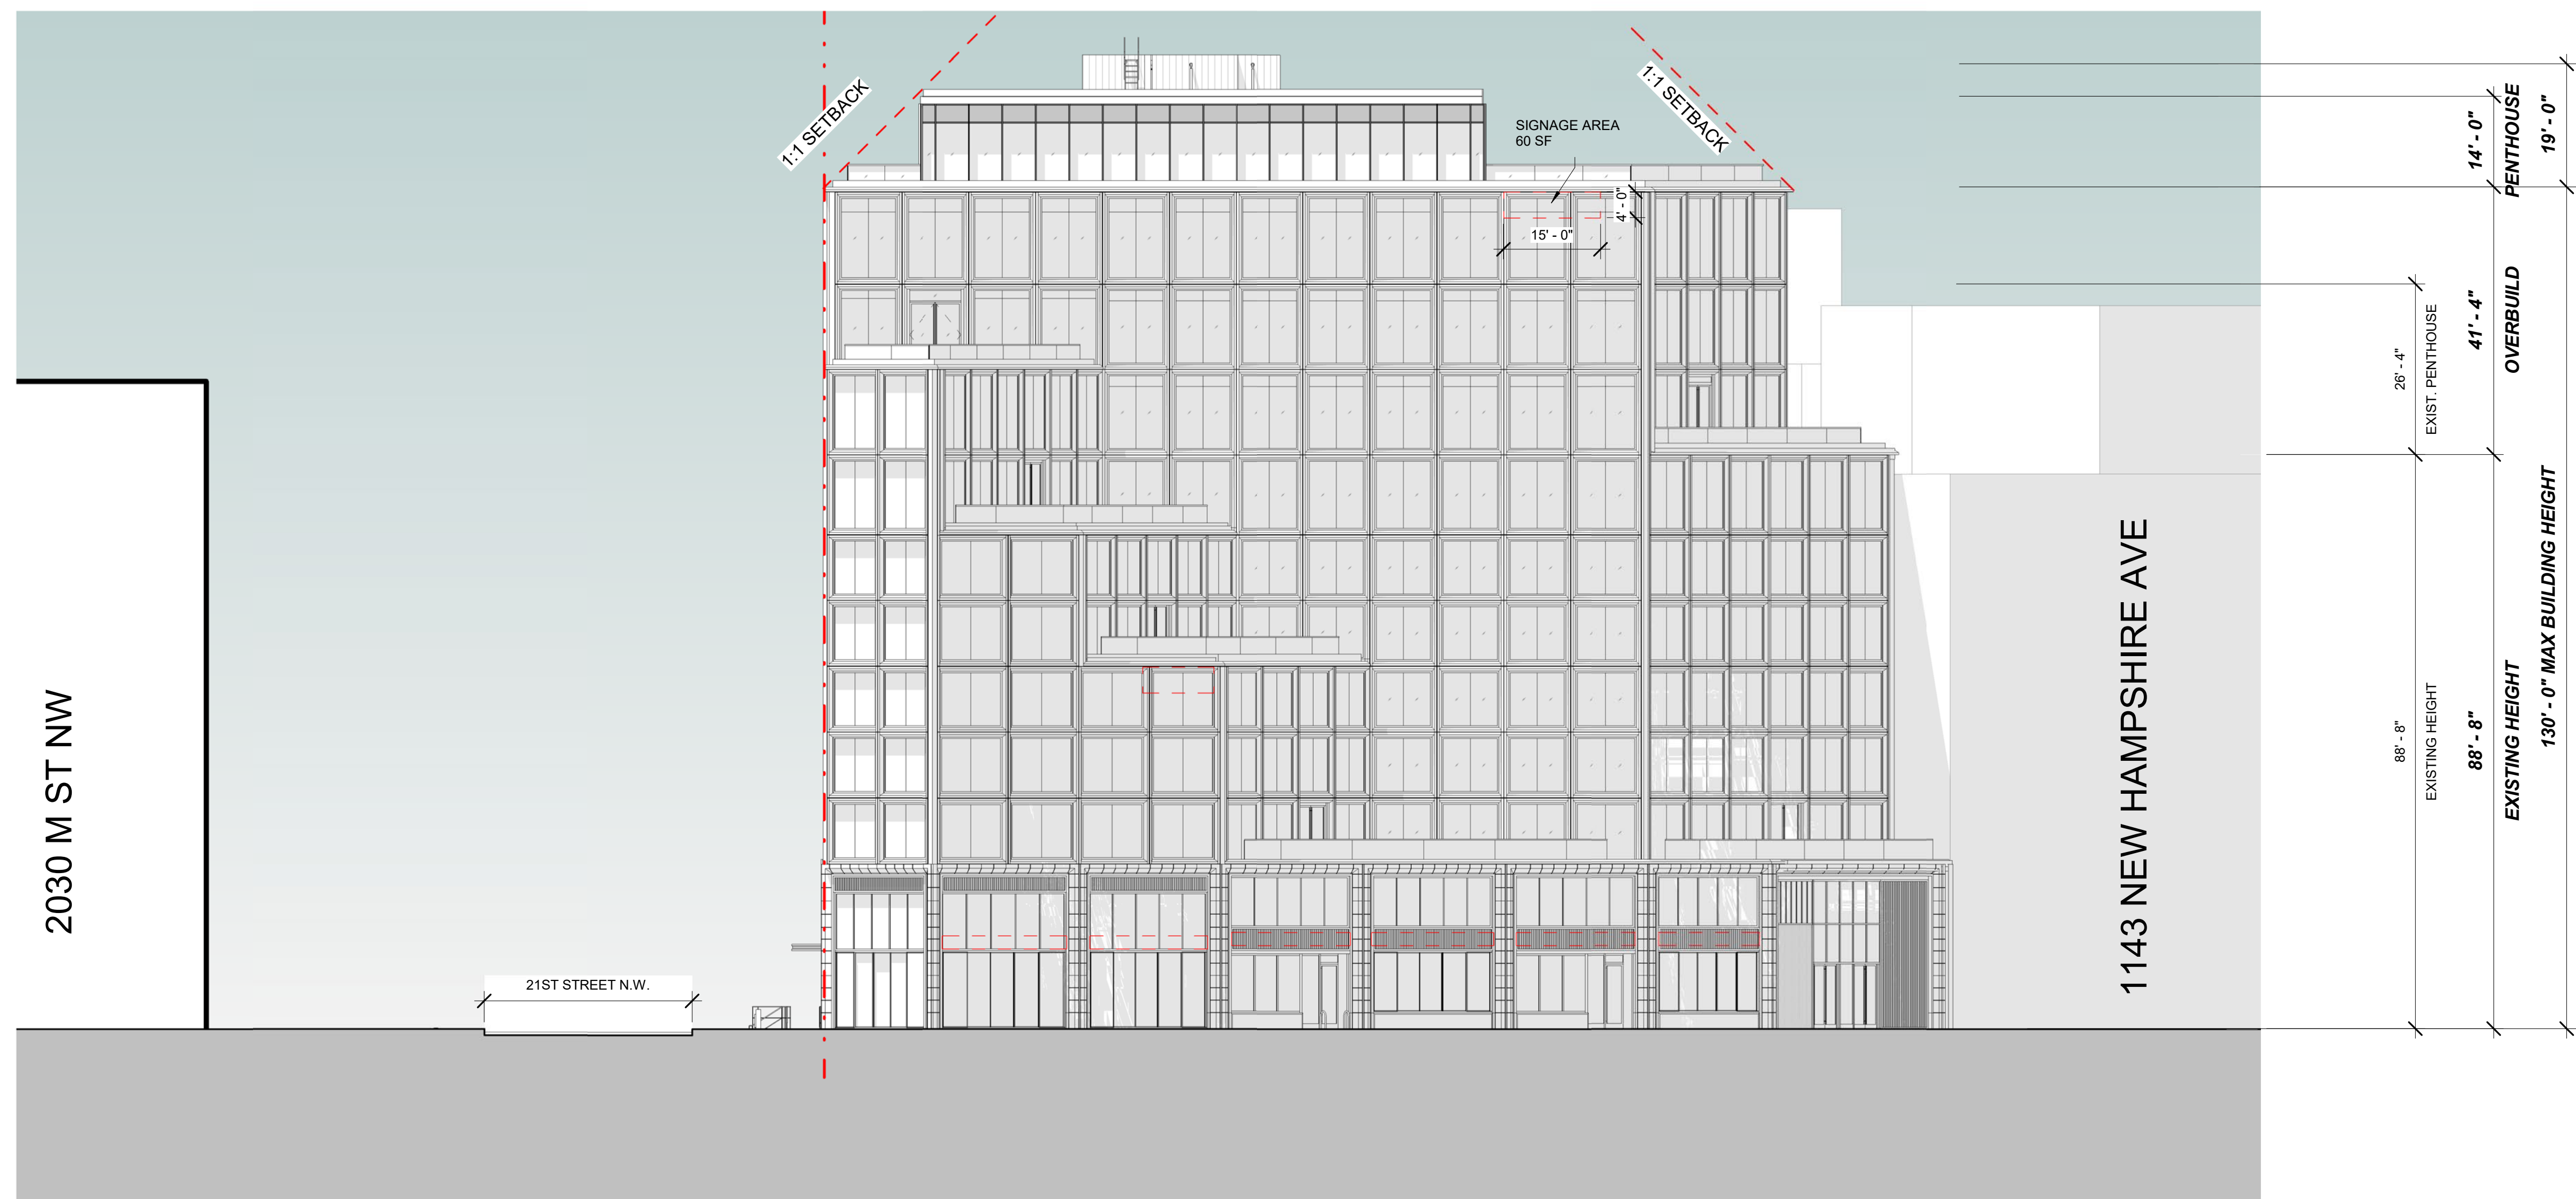 2030 M ST NW
21ST STREET N.W.
1:1 SETBACK
1:1 SETBACK
SIGNAGE AREA
60 SF
4' - 0"
15' - 0"
1143 NEW HAMPSHIRE AVE
26' - 4"
EXIST. PENTHOUSE
88' - 8"
EXISTING HEIGHT
14' - 0"
PENTHOUSE
41' - 4"
OVERBUILD
88' - 8"
EXISTING HEIGHT
19' - 0"
130' - 0" MAX BUILDING HEIGHT